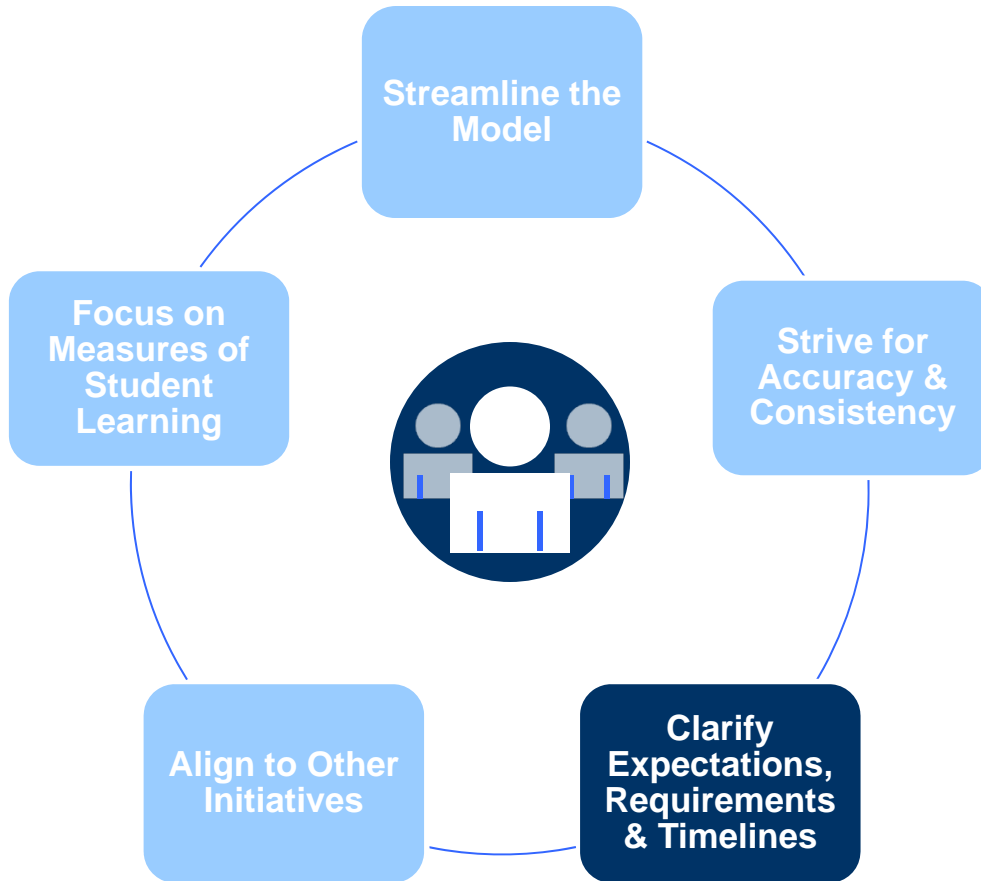 Streamline the
Model
Focus on
Measures of
Student
Learning
Strive for
Accuracy &
Consistency
Align to Other
Initiatives
Clarify
Expectations,
Requirements
& Timelines